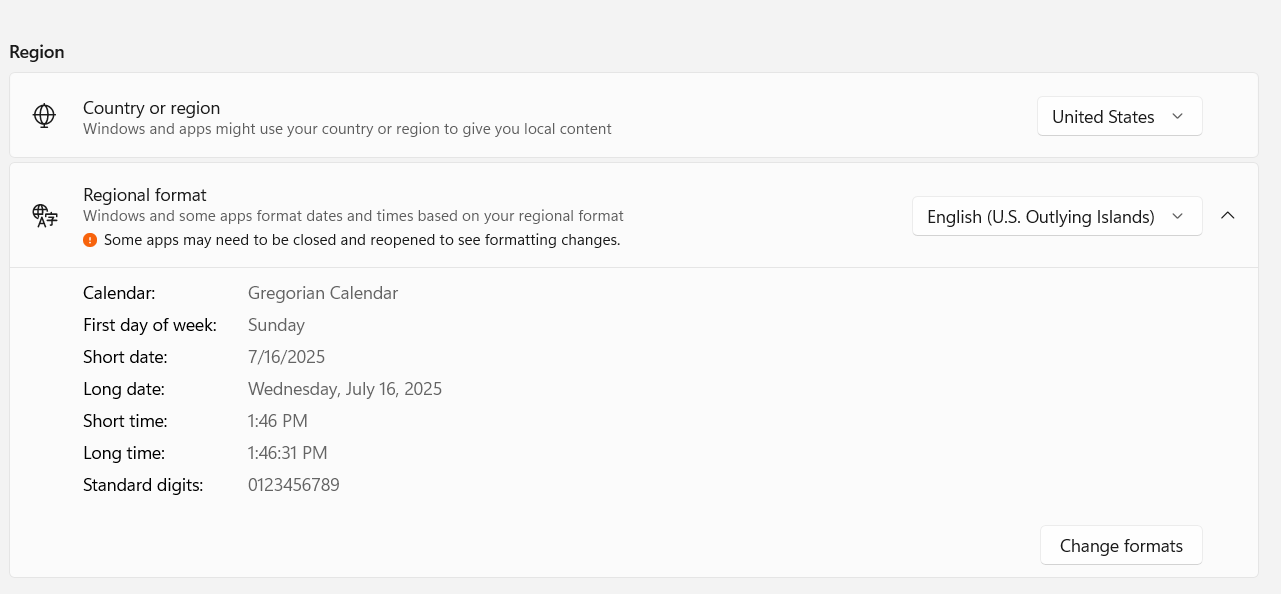 Region
Country or region
Windows and apps might use your country or region to give you local content
United States
Regional format
Windows and some apps format dates and times based on your regional format
Some apps may need to be closed and reopened to see formatting changes.
English (U.S. Outlying Islands)
Calendar: Gregorian Calendar
First day of week: Sunday
Short date: 7/16/2025
Long date: Wednesday, July 16, 2025
Short time: 1:46 PM
Long time: 1:46:31 PM
Standard digits: 0123456789
Change formats